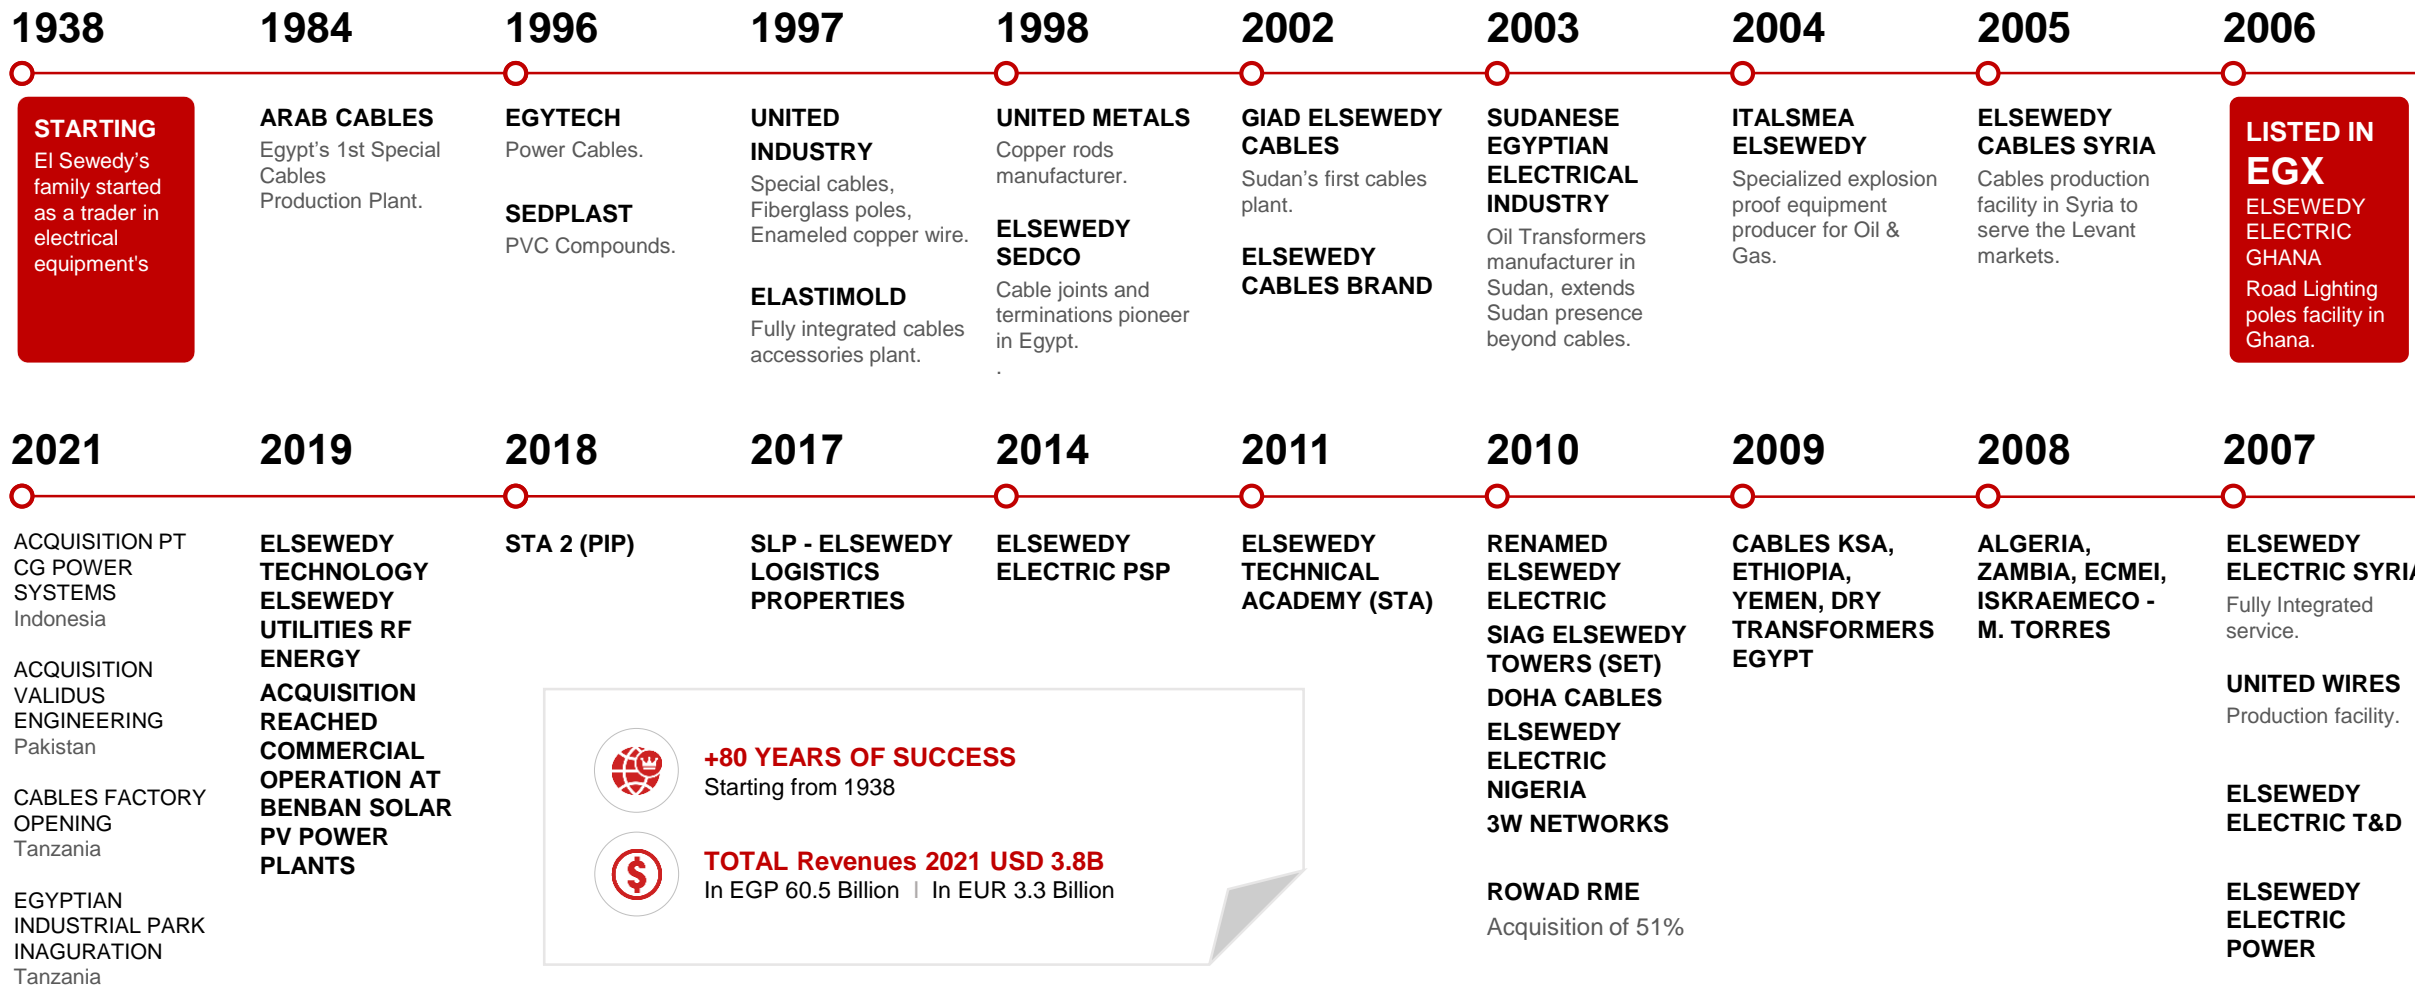 1938
STARTING
El Sewedy’s
family started
as a trader in
electrical
equipment's
1984
ARAB CABLES
Egypt’s 1st Special
Cables
Production Plant.
1996
EGYTECH
Power Cables.
SEDPLAST
PVC Compounds.
1997
UNITED
INDUSTRY
Special cables,
Fiberglass poles,
Enameled copper wire.
ELASTIMOLD
Fully integrated cables
accessories plant.
1998
UNITED METALS
Copper rods
manufacturer.
ELSEWEDY
SEDCO
Cable joints and
terminations pioneer
in Egypt.
.
2002
GIAD ELSEWEDY
CABLES
Sudan’s first cables
plant.
ELSEWEDY
CABLES BRAND
2003
SUDANESE
EGYPTIAN
ELECTRICAL
INDUSTRY
Oil Transformers
manufacturer in
Sudan, extends
Sudan presence
beyond cables.
2004
ITALSMEA
ELSEWEDY
Specialized explosion
proof equipment
producer for Oil &
Gas.
2005
ELSEWEDY
CABLES SYRIA
Cables production
facility in Syria to
serve the Levant
markets.
2006
LISTED IN
EGX
ELSEWEDY
ELECTRIC
GHANA
Road Lighting
poles facility in
Ghana.
2021
ACQUISITION PT
CG POWER
SYSTEMS
Indonesia
ACQUISITION
VALIDUS
ENGINEERING
Pakistan
CABLES FACTORY
OPENING
Tanzania
EGYPTIAN
INDUSTRIAL PARK
INAGURATION
Tanzania
2019
ELSEWEDY
TECHNOLOGY
ELSEWEDY
UTILITIES RF
ENERGY
ACQUISITION
REACHED
COMMERCIAL
OPERATION AT
BENBAN SOLAR
PV POWER
PLANTS
2018
STA 2 (PIP)
2017
SLP - ELSEWEDY
LOGISTICS
PROPERTIES
2014
ELSEWEDY
ELECTRIC PSP
2011
ELSEWEDY
TECHNICAL
ACADEMY (STA)
2010
RENAMED
ELSEWEDY
ELECTRIC
SIAG ELSEWEDY
TOWERS (SET)
DOHA CABLES
ELSEWEDY
ELECTRIC
NIGERIA
3W NETWORKS
ROWAD RME
Acquisition of 51%
2009
CABLES KSA,
ETHIOPIA,
YEMEN, DRY
TRANSFORMERS
EGYPT
2008
ALGERIA,
ZAMBIA, ECMEI,
ISKRAEMECO -
M. TORRES
2007
ELSEWEDY
ELECTRIC SYRIA
Fully Integrated
service.
UNITED WIRES
Production facility.
ELSEWEDY
ELECTRIC T&D
ELSEWEDY
ELECTRIC
POWER
+80 YEARS OF SUCCESS
Starting from 1938
$
TOTAL Revenues 2021 USD 3.8B
In EGP 60.5 Billion | In EUR 3.3 Billion